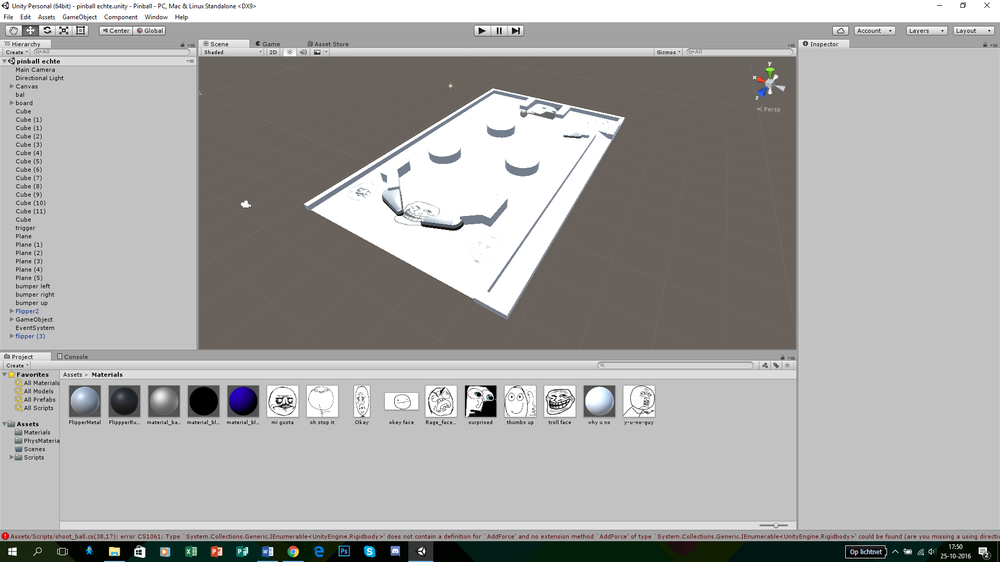 Unity Personal (64bit) - pinball echte.unity - Pinball - PC, Mac & Linux Standalone <DX9>
File Edit Assets GameObject Component Window Help
Center Global Account Layers Layout
Hierarchy
Create All
pinball echte
Main Camera
Directional Light
Canvas
bal
board
Cube
Cube (1)
Cube (1)
Cube (2)
Cube (3)
Cube (4)
Cube (5)
Cube (6)
Cube (7)
Cube (8)
Cube (9)
Cube (10)
Cube (11)
Cube
trigger
Plane
Plane (1)
Plane (2)
Plane (3)
Plane (4)
Plane (5)
bumper left
bumper right
bumper up
Flipper2
GameObject
EventSystem
flipper (3)
Scene Game Asset Store
Shaded 2D Gizmos All
y
x
z
Persp
Inspector
Project Console
Create
Favorites
All Materials
All Models
All Prefabs
All Scripts
Assets
Materials
PhysMateria
Scenes
Scripts
Assets Materials
FlipperMetal FlippperRu... material_ba... material_bl... material_bl... mi gusta oh stop it Okay okey face Rage_face... surprised thumbs up troll face why u no y-u-no-guy
Assets/Scripts/shoot_ball.cs(38,17): error CS1061: Type `System.Collections.Generic.IEnumerable<UnityEngine.Rigidbody>' does not contain a definition for `AddForce' and no extension method `AddForce' of type `System.Collections.Generic.IEnumerable<UnityEngine.Rigidbody>' could be found (are you missing a using directi
Op lichtnet
17:50
25-10-2016
2